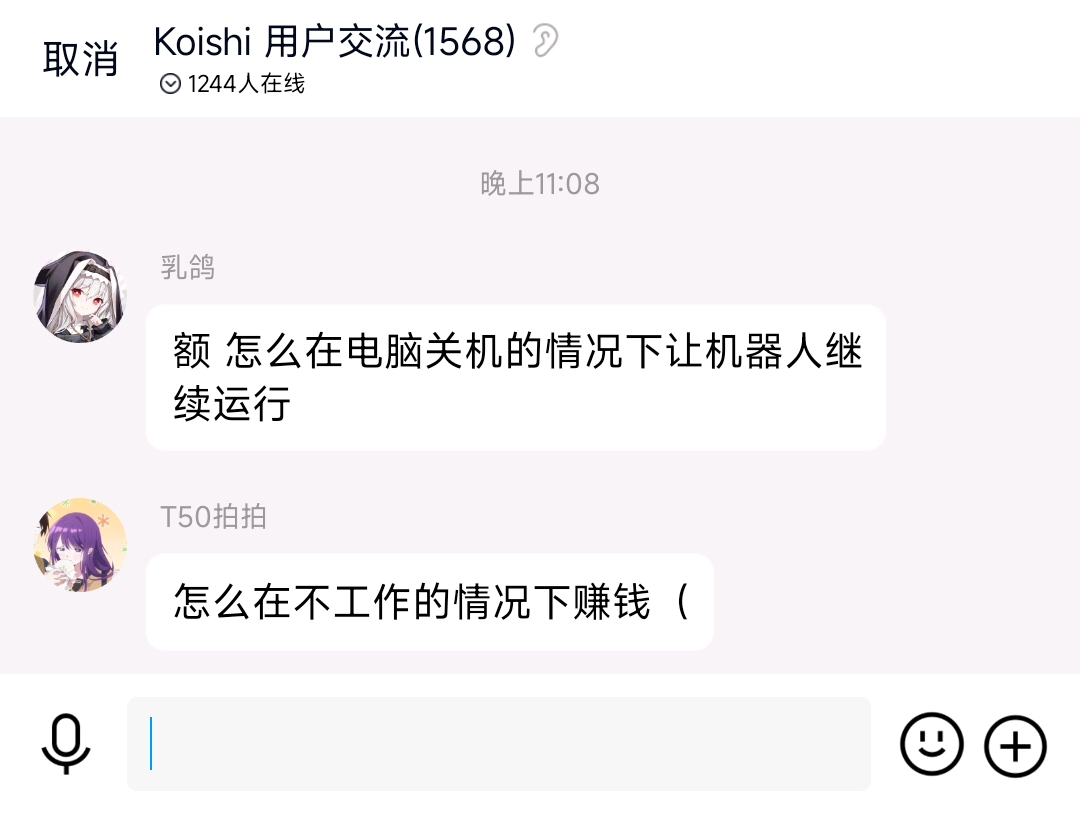 取消
Koishi 用户交流(1568)
1244人在线
晚上11:08
乳鸽
额 怎么在电脑关机的情况下让机器人继
续运行
T50拍拍
怎么在不工作的情况下赚钱（